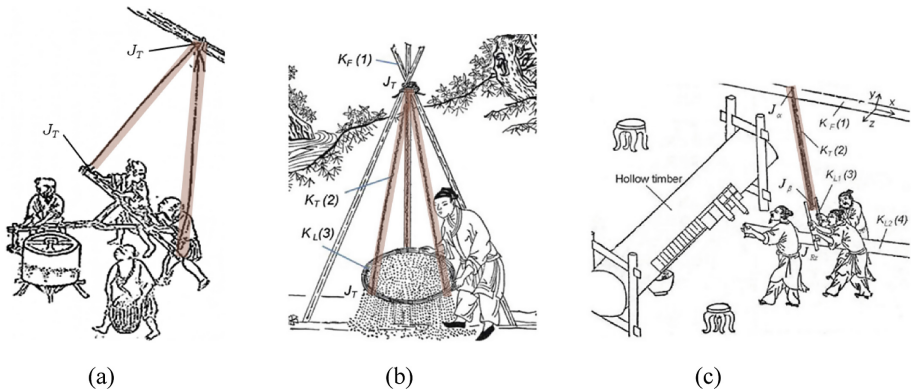 J_T
J_T
(a)
K_F (1)
J_T
K_T (2)
K_L (3)
J_T
(b)
y
x
z
J_α
K_F (1)
K_T (2)
Hollow timber
J_β
K_L1 (3)
K_L2 (4)
(c)